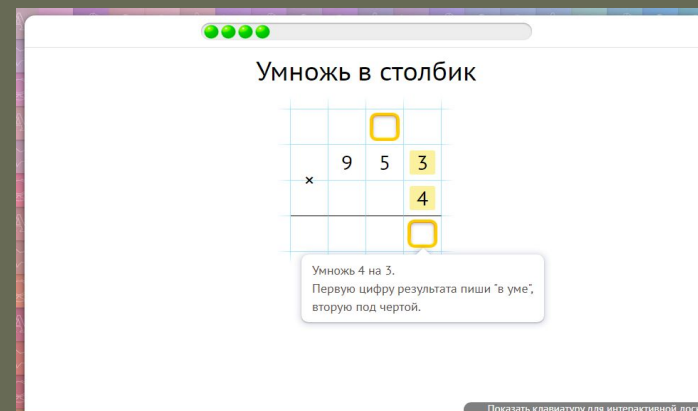 Умножь в столбик
9 5 3
×
4
Умножь 4 на 3.
Первую цифру результата пиши "в уме",
вторую под чертой.
Показать клавиатуру для интерактивной